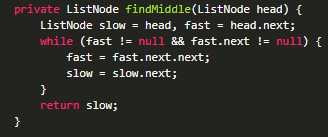 private ListNode findMiddle(ListNode head) {
    ListNode slow = head, fast = head.next;
    while (fast != null && fast.next != null) {
        fast = fast.next.next;
        slow = slow.next;
    }
    return slow;
}